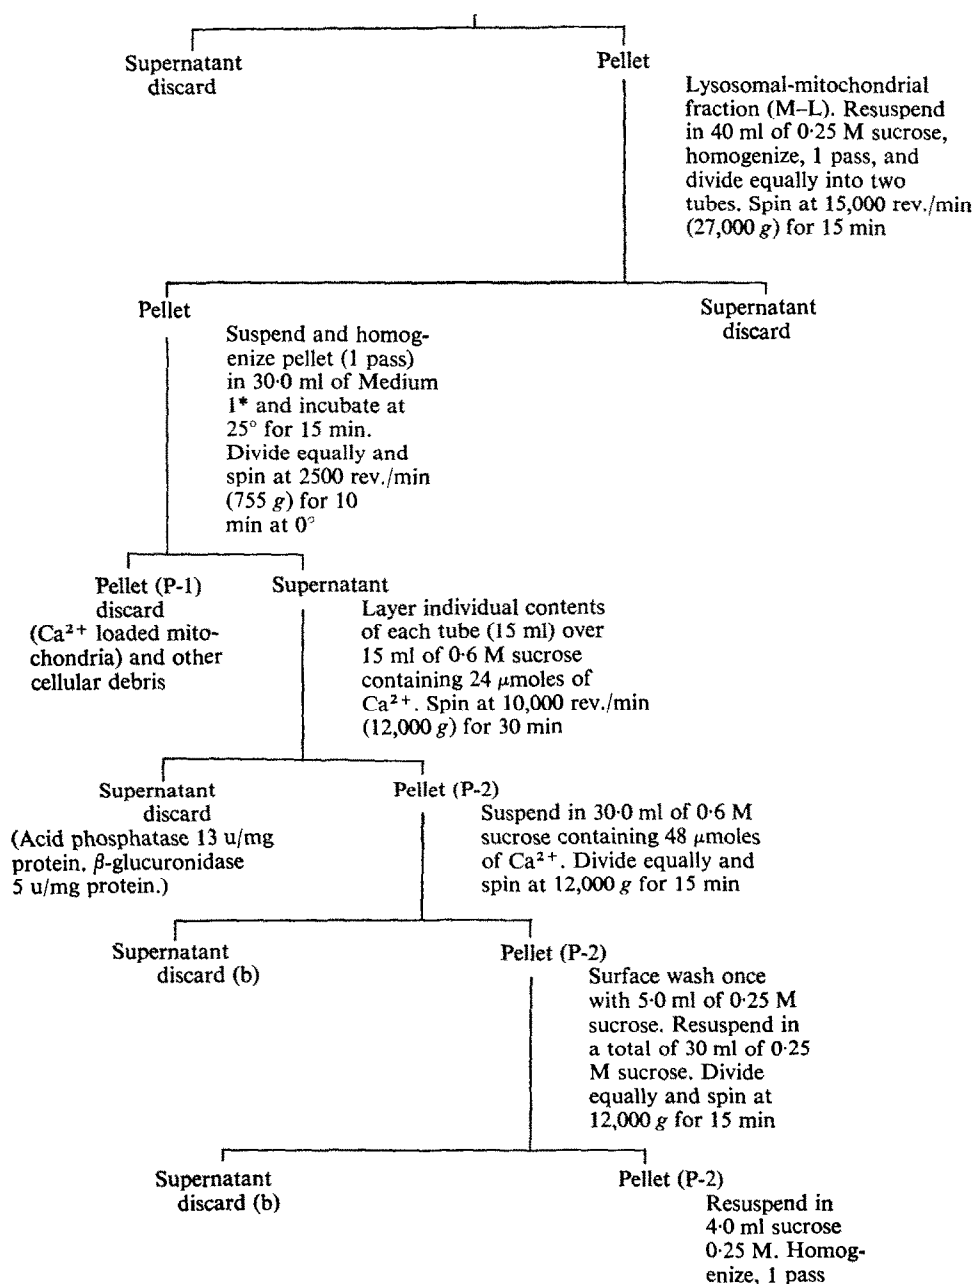 Supernatant
discard
Pellet
Lysosomal-mitochondrial
fraction (M–L). Resuspend
in 40 ml of 0·25 M sucrose,
homogenize, 1 pass, and
divide equally into two
tubes. Spin at 15,000 rev./min
(27,000 g) for 15 min
Pellet
Supernatant
discard
Suspend and homog-
enize pellet (1 pass)
in 30·0 ml of Medium
1* and incubate at
25° for 15 min.
Divide equally and
spin at 2500 rev./min
(755 g) for 10
min at 0°
Pellet (P-1)
discard
(Ca²⁺ loaded mito-
chondria) and other
cellular debris
Supernatant
Layer individual contents
of each tube (15 ml) over
15 ml of 0·6 M sucrose
containing 24 μmoles of
Ca²⁺. Spin at 10,000 rev./min
(12,000 g) for 30 min
Supernatant
discard
(Acid phosphatase 13 u/mg
protein. β-glucuronidase
5 u/mg protein.)
Pellet (P-2)
Suspend in 30·0 ml of 0·6 M
sucrose containing 48 μmoles
of Ca²⁺. Divide equally and
spin at 12,000 g for 15 min
Supernatant
discard (b)
Pellet (P-2)
Surface wash once
with 5·0 ml of 0·25 M
sucrose. Resuspend in
a total of 30 ml of 0·25
M sucrose. Divide
equally and spin at
12,000 g for 15 min
Supernatant
discard (b)
Pellet (P-2)
Resuspend in
4·0 ml sucrose
0·25 M. Homog-
enize, 1 pass